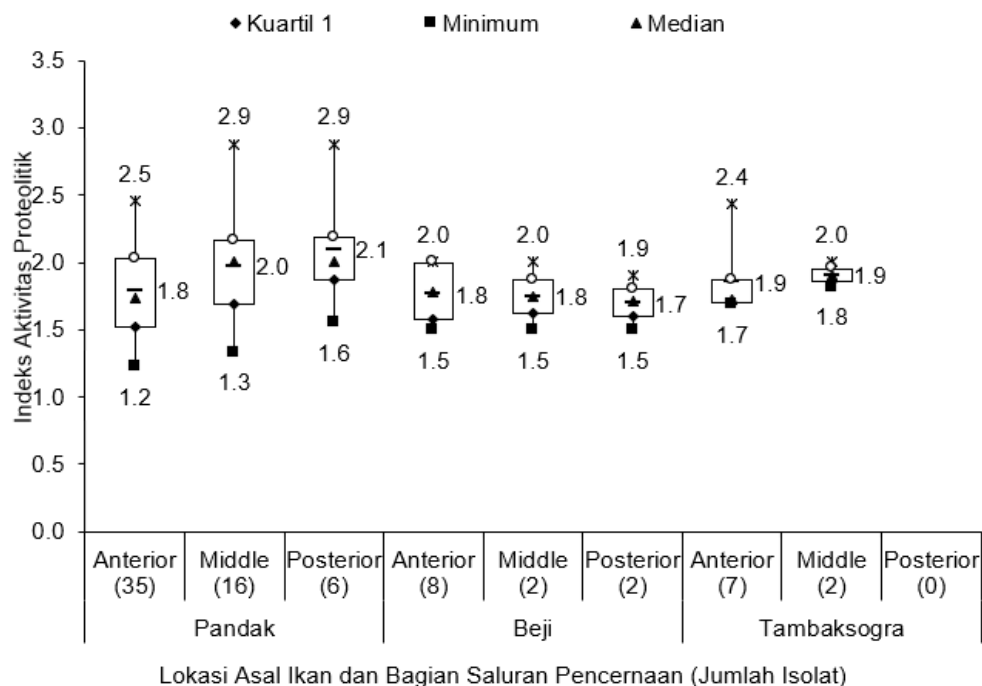 Kuartil 1 Minimum Median
Indeks Aktivitas Proteolitik
3.5
3.0
2.5
2.0
1.5
1.0
0.5
0.0
2.5 1.8 1.2
2.9 2.0 1.3
2.9 2.1 1.6
2.0 1.8 1.5
2.0 1.8 1.5
1.9 1.7 1.5
2.4 1.9 1.7
2.0 1.9 1.8
Anterior Middle Posterior Anterior Middle Posterior Anterior Middle Posterior
(35) (16) (6) (8) (2) (2) (7) (2) (0)
Pandak Beji Tambaksogra
Lokasi Asal Ikan dan Bagian Saluran Pencernaan (Jumlah Isolat)